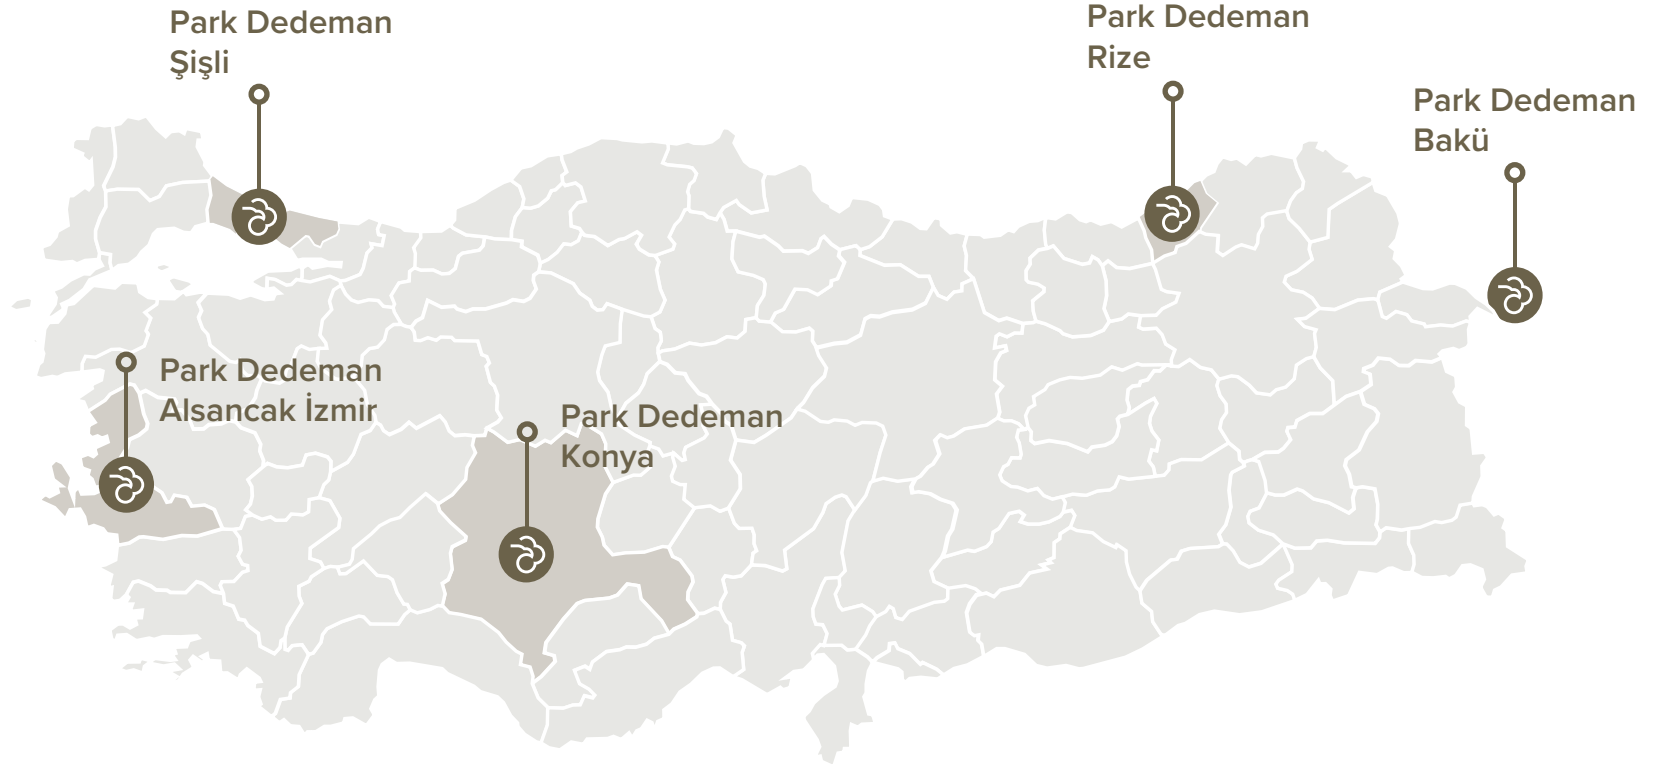 Park Dedeman
Şişli
Park Dedeman
Rize
Park Dedeman
Bakü
Park Dedeman
Alsancak İzmir
Park Dedeman
Konya